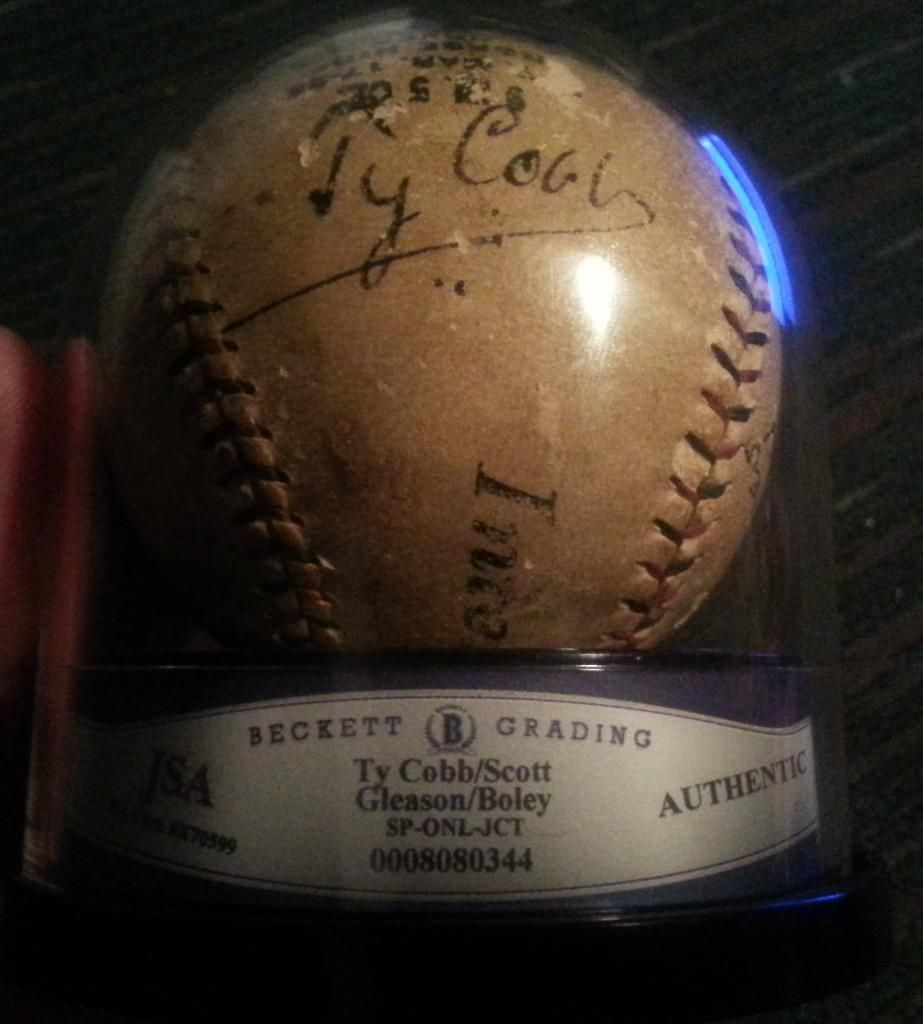 Ty Cobb
BECKETT B GRADING
JSA
Ty Cobb/Scott
Gleason/Boley
AUTHENTIC
SP-ONL-JCT
0008080344